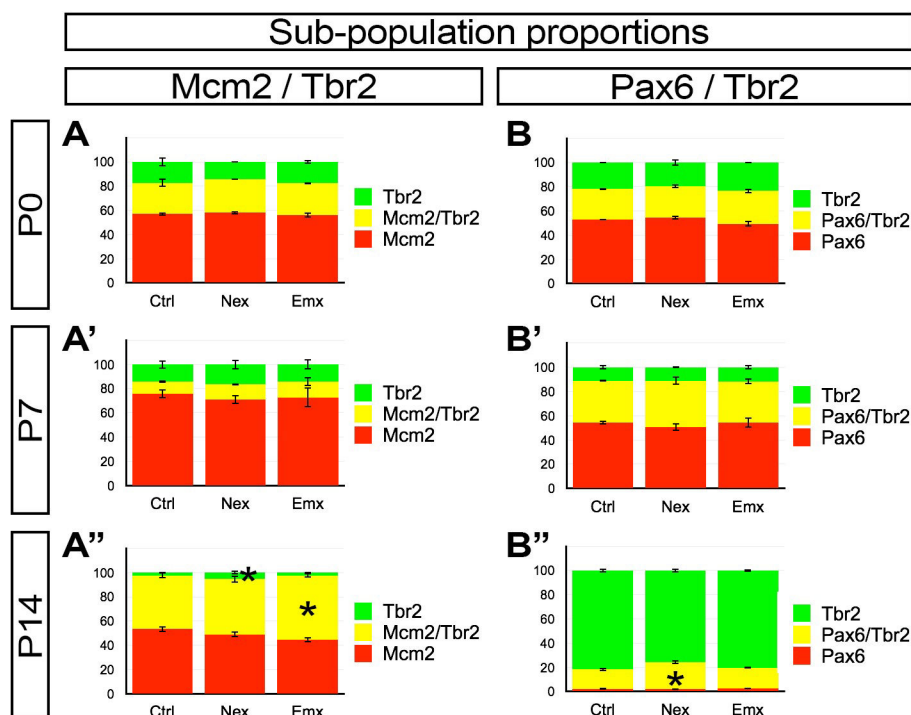 Sub-population proportions
Mcm2 / Tbr2
Pax6 / Tbr2
P0
A
100
80
60
40
20
0
Ctrl Nex Emx
Tbr2
Mcm2/Tbr2
Mcm2
B
100
80
60
40
20
0
Ctrl Nex Emx
Tbr2
Pax6/Tbr2
Pax6
P7
A’
100
80
60
40
20
0
Ctrl Nex Emx
Tbr2
Mcm2/Tbr2
Mcm2
B’
100
80
60
40
20
0
Ctrl Nex Emx
Tbr2
Pax6/Tbr2
Pax6
P14
A”
100
80
60
40
20
0
*
*
Ctrl Nex Emx
Tbr2
Mcm2/Tbr2
Mcm2
B”
100
80
60
40
20
0
*
Ctrl Nex Emx
Tbr2
Pax6/Tbr2
Pax6